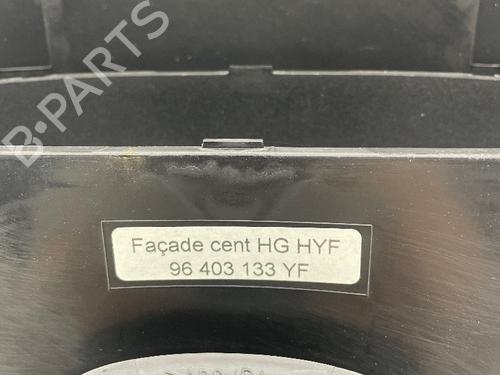 B-PARTS
Façade cent HG HYF
96 403 133 YF